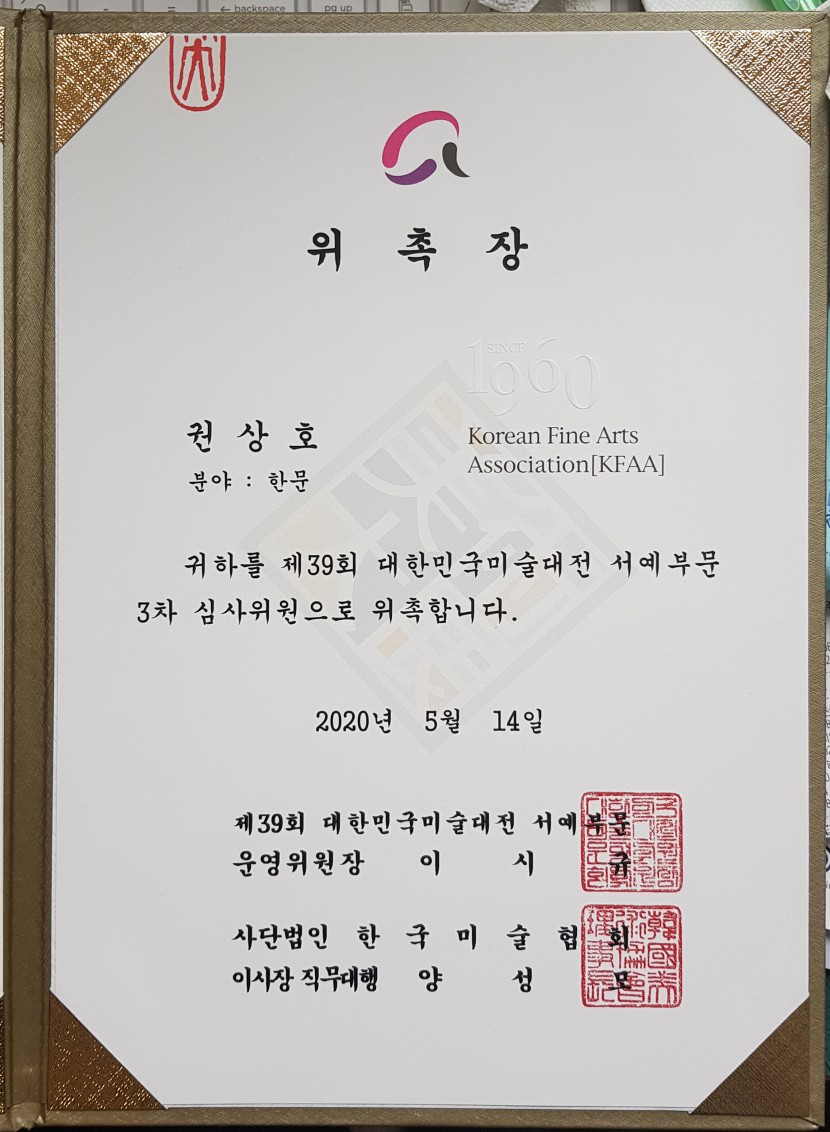 ← backspace
pg up
위 촉 장
SINCE
1960
권 상 호
Korean Fine Arts
Association[KFAA]
분야 : 한문
귀하를 제39회 대한민국미술대전 서예부문
3차 심사위원으로 위촉합니다.
2020년 5월 14일
제39회 대한민국미술대전 서예부문
운영위원장 이 시 규
사단법인 한 국 미 술 협 회
이사장 직무대행 양 성 모